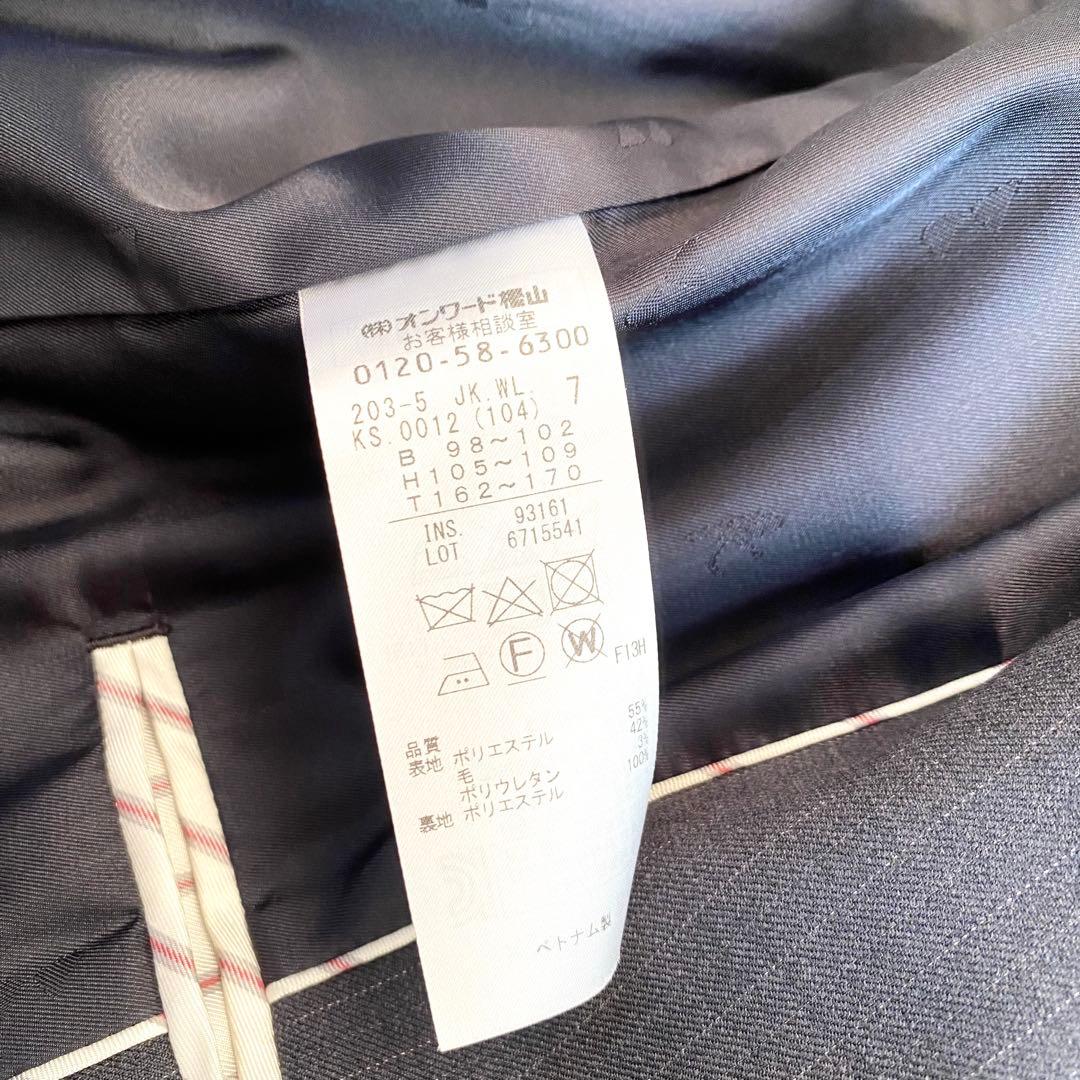 ㈱オンワード樫山
お客様相談室
0120-58-6300
203-5 JK.WL. 7
KS.0012(104)
B 98~102
H105~109
T162~170
INS. 93161
LOT 6715541
F W F13H
品質
表地 ポリエステル 55%
毛 42%
ポリウレタン 3%
裏地 ポリエステル 100%
ベトナム製